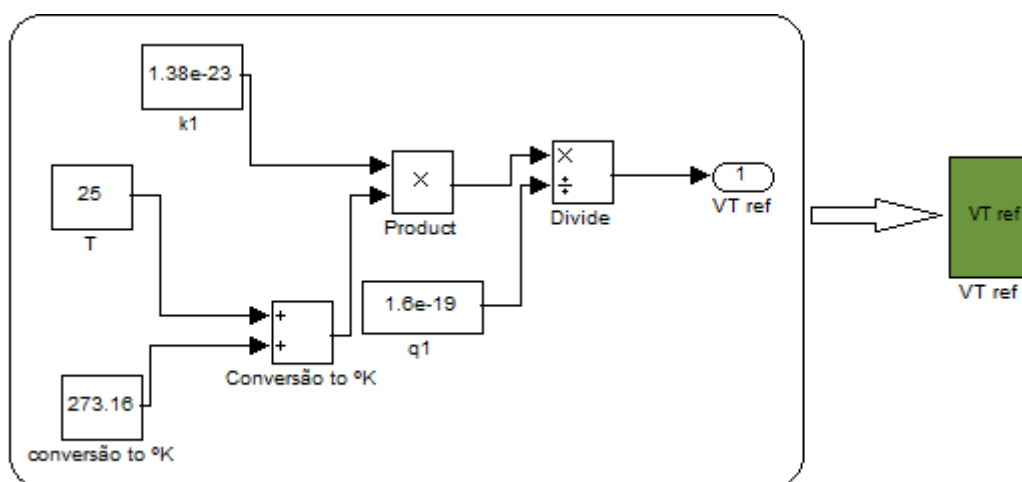 1.38e-23
k1
25
T
×
Product
×
÷
Divide
1
VT ref
VT ref
VT ref
1.6e-19
q1
+
+
Conversão to ºK
273.16
conversão to ºK